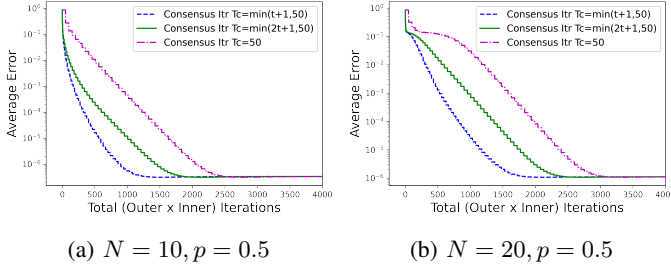 Consensus Itr Tc=min(t+1,50)
Consensus Itr Tc=min(2t+1,50)
Consensus Itr Tc=50
Average Error
10⁰
10⁻¹
10⁻²
10⁻³
10⁻⁴
10⁻⁵
10⁻⁶
0 500 1000 1500 2000 2500 3000 3500 4000
Total (Outer x Inner) Iterations
(a) N = 10, p = 0.5
Consensus Itr Tc=min(t+1,50)
Consensus Itr Tc=min(2t+1,50)
Consensus Itr Tc=50
Average Error
10⁰
10⁻¹
10⁻²
10⁻³
10⁻⁴
10⁻⁵
10⁻⁶
0 500 1000 1500 2000 2500 3000 3500 4000
Total (Outer x Inner) Iterations
(b) N = 20, p = 0.5